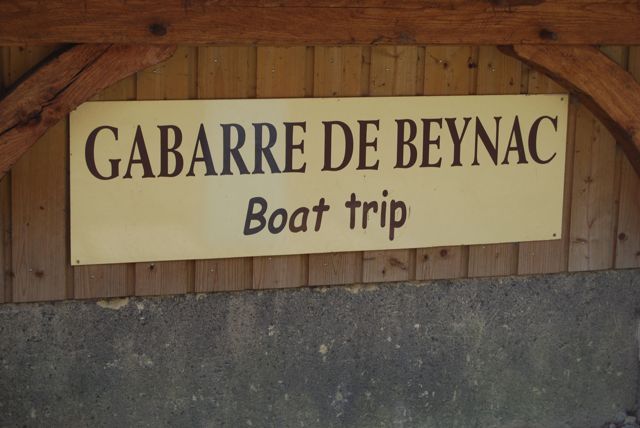 GABARRE DE BEYNAC
Boat trip